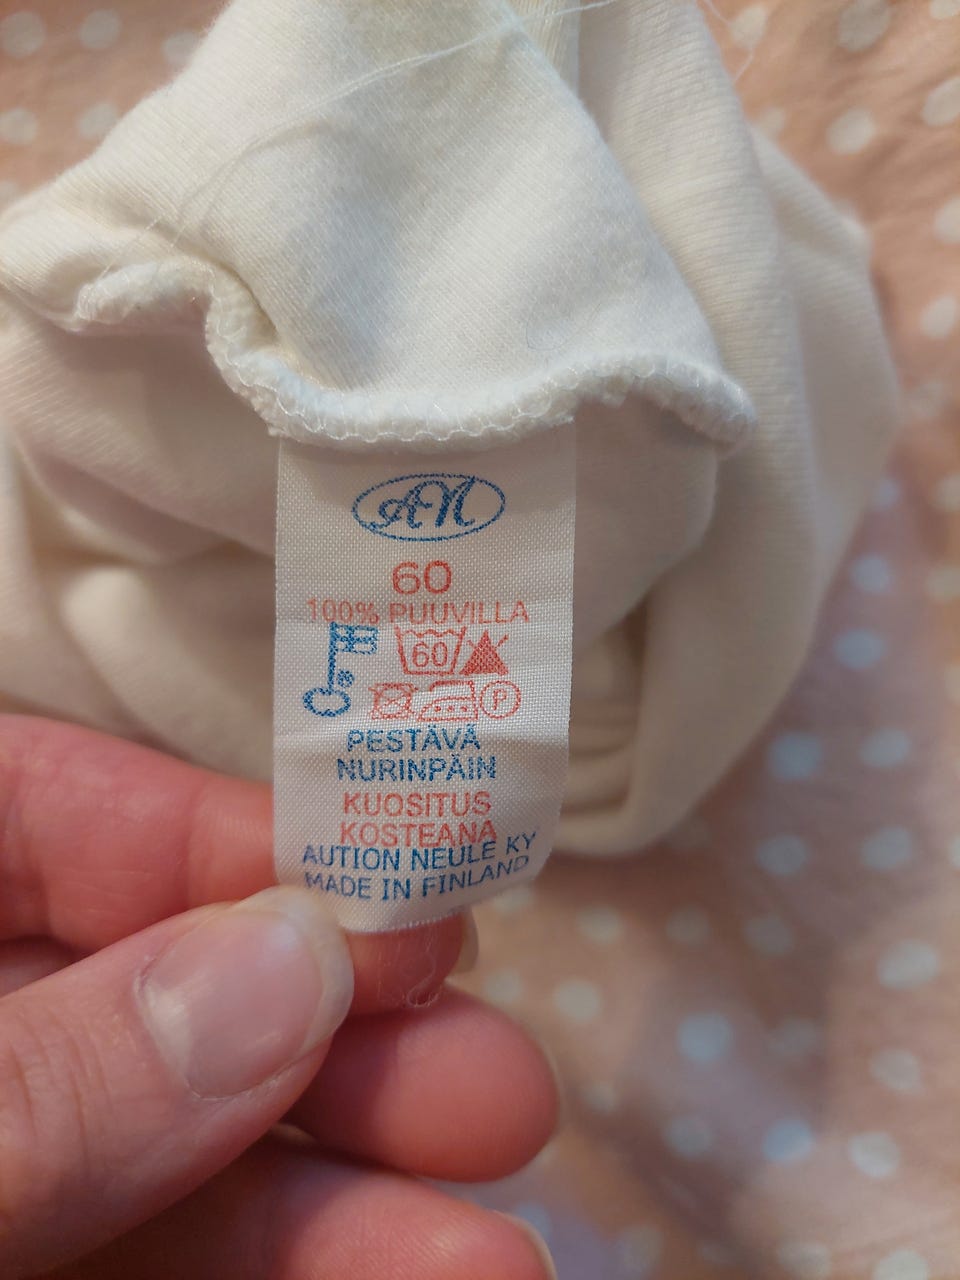 AN
60
100% PUUVILLA
60
P
PESTÄVÄ
NURINPÄIN
KUOSITUS
KOSTEANA
AUTION NEULE KY
MADE IN FINLAND